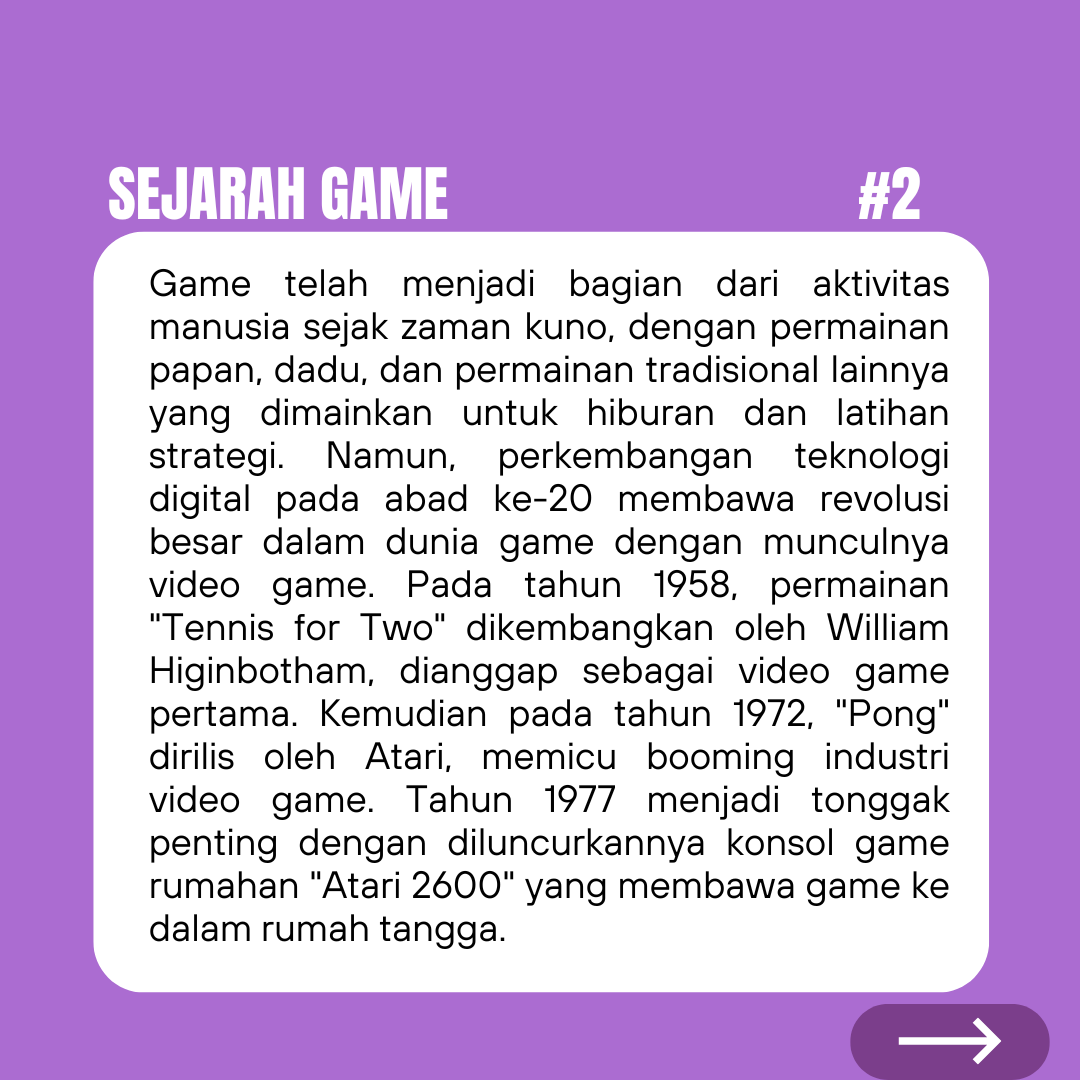 SEJARAH GAME #2
Game telah menjadi bagian dari aktivitas
manusia sejak zaman kuno, dengan permainan
papan, dadu, dan permainan tradisional lainnya
yang dimainkan untuk hiburan dan latihan
strategi. Namun, perkembangan teknologi
digital pada abad ke-20 membawa revolusi
besar dalam dunia game dengan munculnya
video game. Pada tahun 1958, permainan
"Tennis for Two" dikembangkan oleh William
Higinbotham, dianggap sebagai video game
pertama. Kemudian pada tahun 1972, "Pong"
dirilis oleh Atari, memicu booming industri
video game. Tahun 1977 menjadi tonggak
penting dengan diluncurkannya konsol game
rumahan "Atari 2600" yang membawa game ke
dalam rumah tangga.